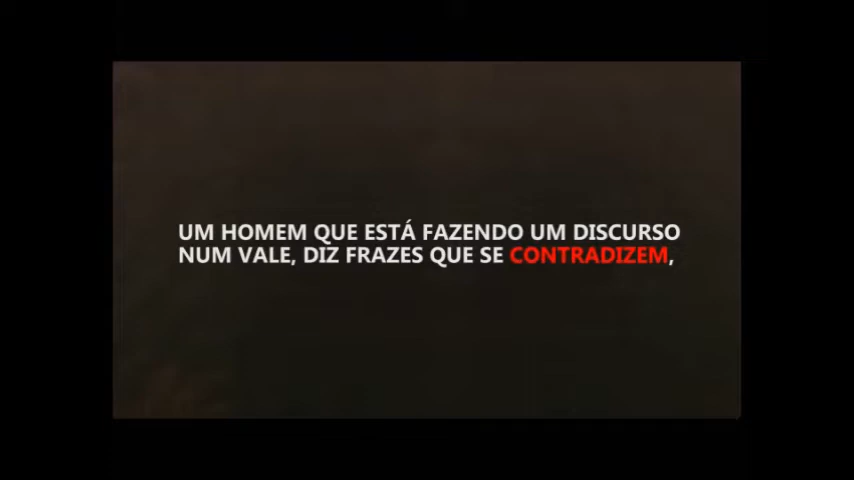 UM HOMEM QUE ESTÁ FAZENDO UM DISCURSO
NUM VALE, DIZ FRAZES QUE SE CONTRADIZEM,